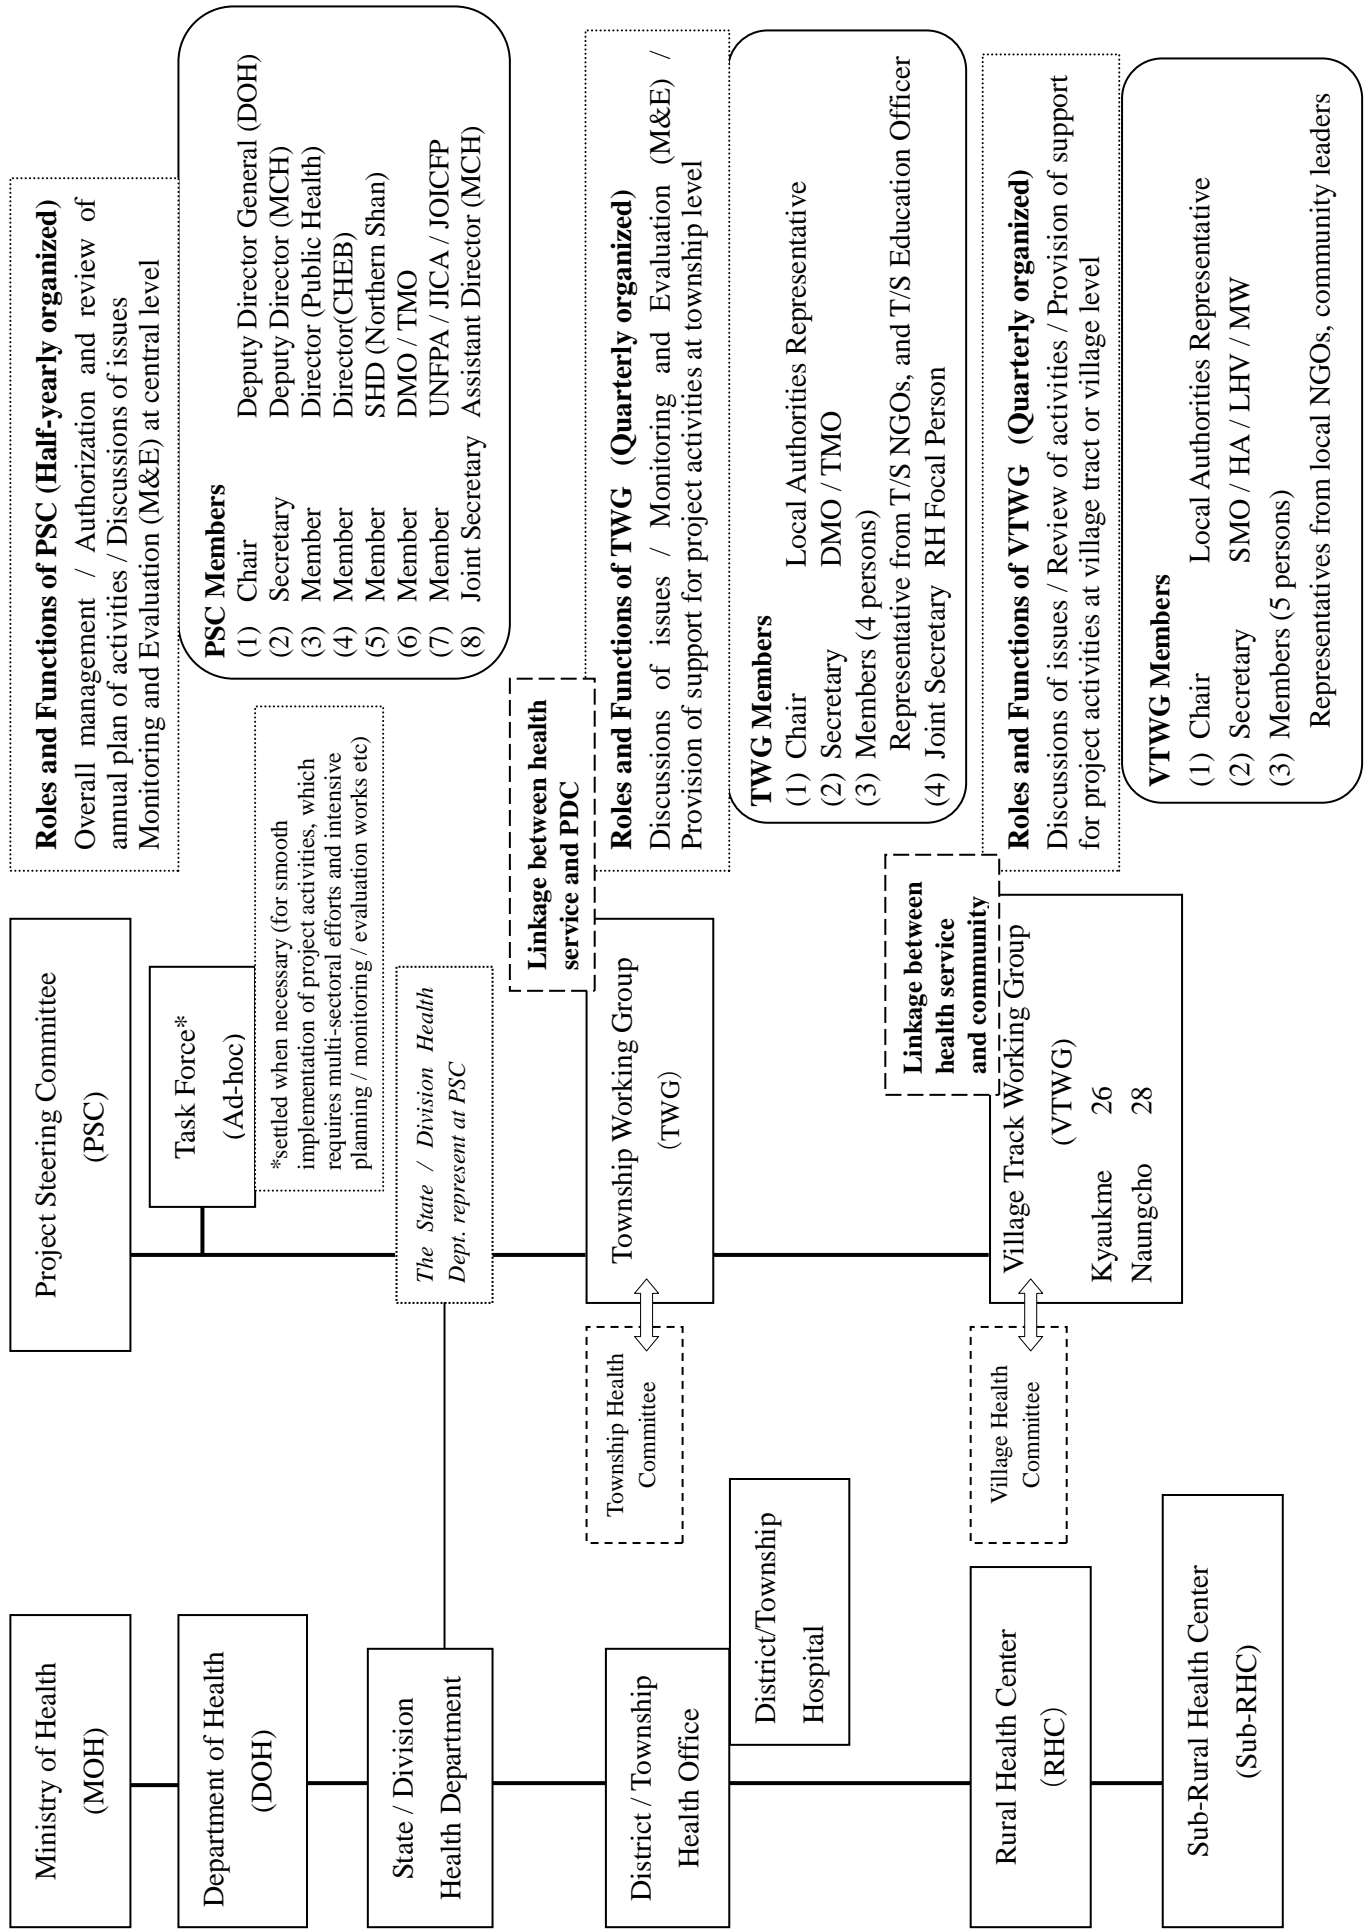 Ministry of Health
(MOH)
Department of Health
(DOH)
State / Division
Health Department
District / Township
Health Office
District/Township
Hospital
Rural Health Center
(RHC)
Sub-Rural Health Center
(Sub-RHC)
Township Health
Committee
Village Health
Committee
Project Steering Committee
(PSC)
Task Force*
(Ad-hoc)
*settled when necessary (for smooth
implementation of project activities, which
requires multi-sectoral efforts and intensive
planning / monitoring / evaluation works etc)
The State / Division Health
Dept. represent at PSC
Linkage between health
service and PDC
Township Working Group
(TWG)
Linkage between
health service
and community
Village Track Working Group
(VTWG)
Kyaukme 26
Naungcho 28
Roles and Functions of PSC (Half-yearly organized)
Overall management / Authorization and review of
annual plan of activities / Discussions of issues
Monitoring and Evaluation (M&E) at central level
PSC Members
(1) Chair Deputy Director General (DOH)
(2) Secretary Deputy Director (MCH)
(3) Member Director (Public Health)
(4) Member Director(CHEB)
(5) Member SHD (Northern Shan)
(6) Member DMO / TMO
(7) Member UNFPA / JICA / JOICFP
(8) Joint Secretary Assistant Director (MCH)
Roles and Functions of TWG (Quarterly organized)
Discussions of issues / Monitoring and Evaluation (M&E) /
Provision of support for project activities at township level
TWG Members
(1) Chair Local Authorities Representative
(2) Secretary DMO / TMO
(3) Members (4 persons)
Representative from T/S NGOs, and T/S Education Officer
(4) Joint Secretary RH Focal Person
Roles and Functions of VTWG (Quarterly organized)
Discussions of issues / Review of activities / Provision of support
for project activities at village tract or village level
VTWG Members
(1) Chair Local Authorities Representative
(2) Secretary SMO / HA / LHV / MW
(3) Members (5 persons)
Representatives from local NGOs, community leaders